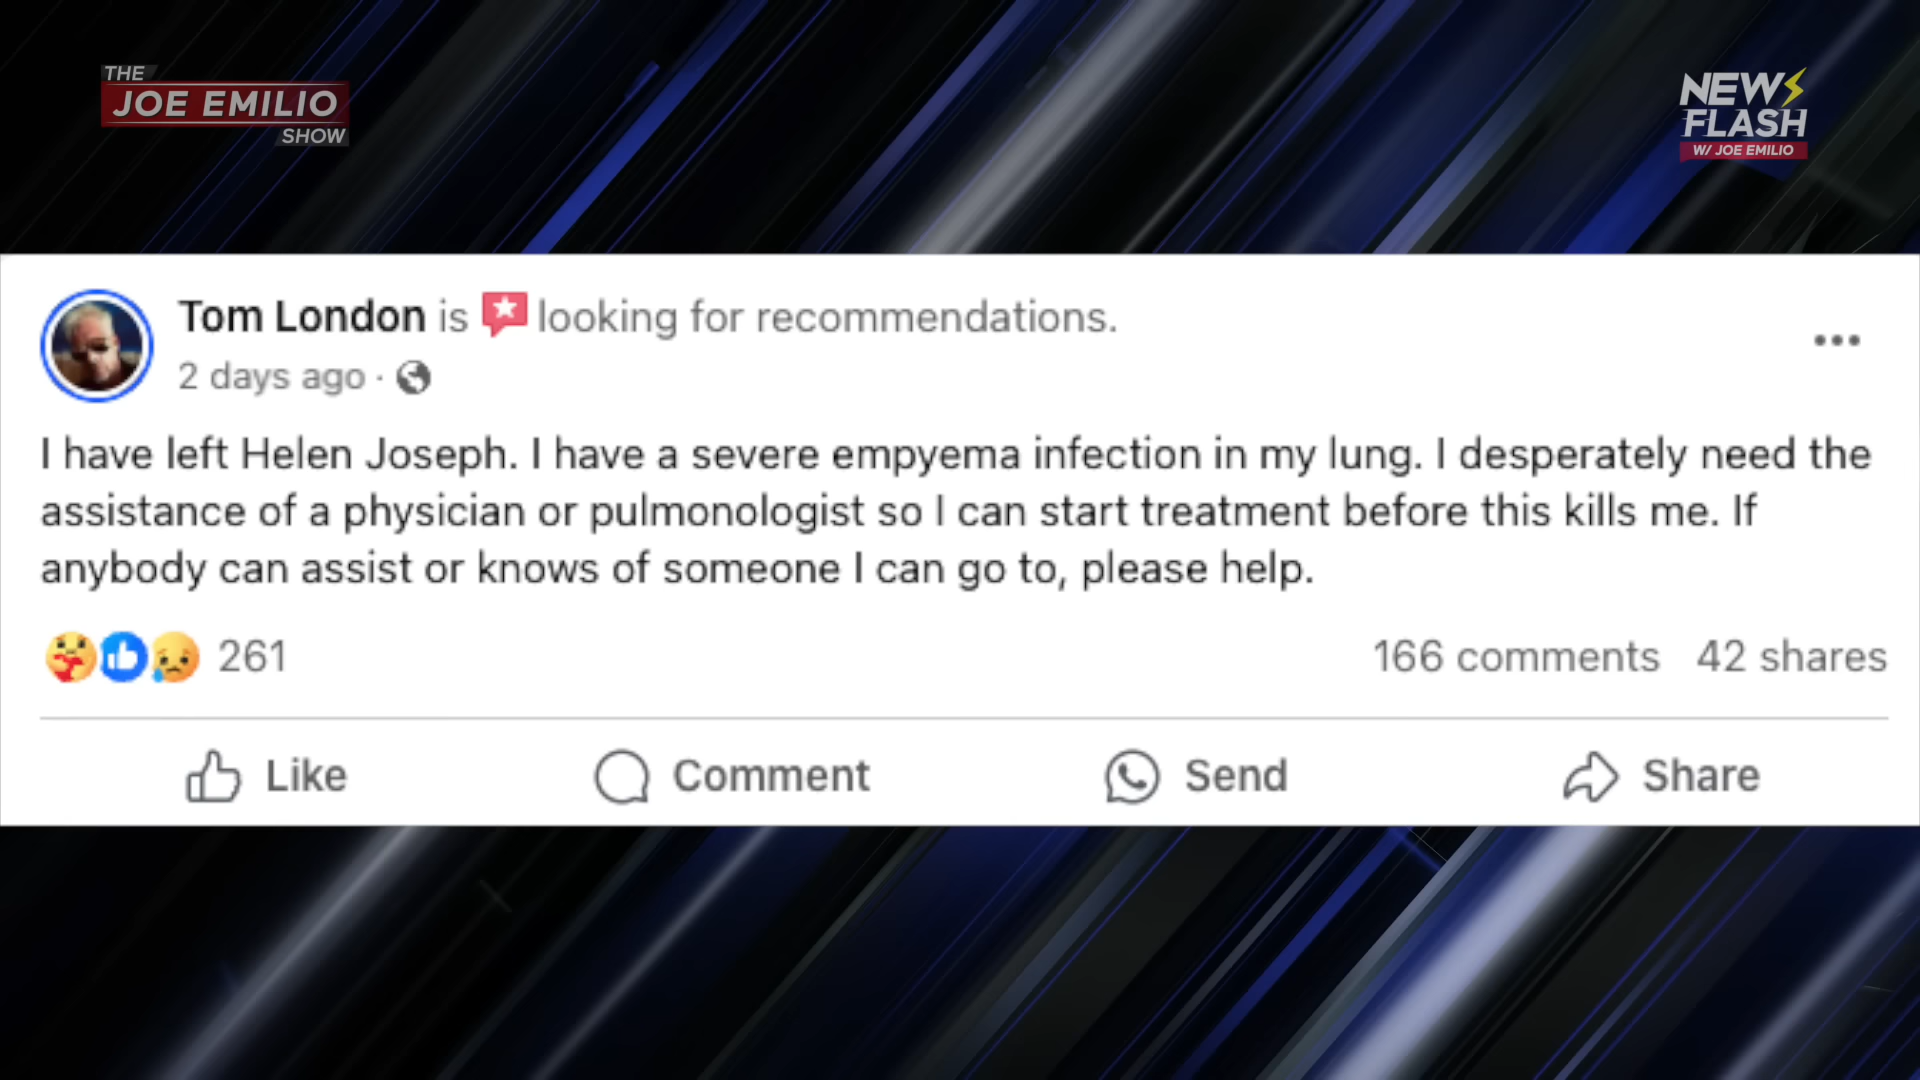 THE
JOE EMILIO
SHOW
NEWS
FLASH
W/ JOE EMILIO
Tom London is looking for recommendations.
2 days ago ·
I have left Helen Joseph. I have a severe empyema infection in my lung. I desperately need the
assistance of a physician or pulmonologist so I can start treatment before this kills me. If
anybody can assist or knows of someone I can go to, please help.
261
166 comments 42 shares
Like Comment Send Share